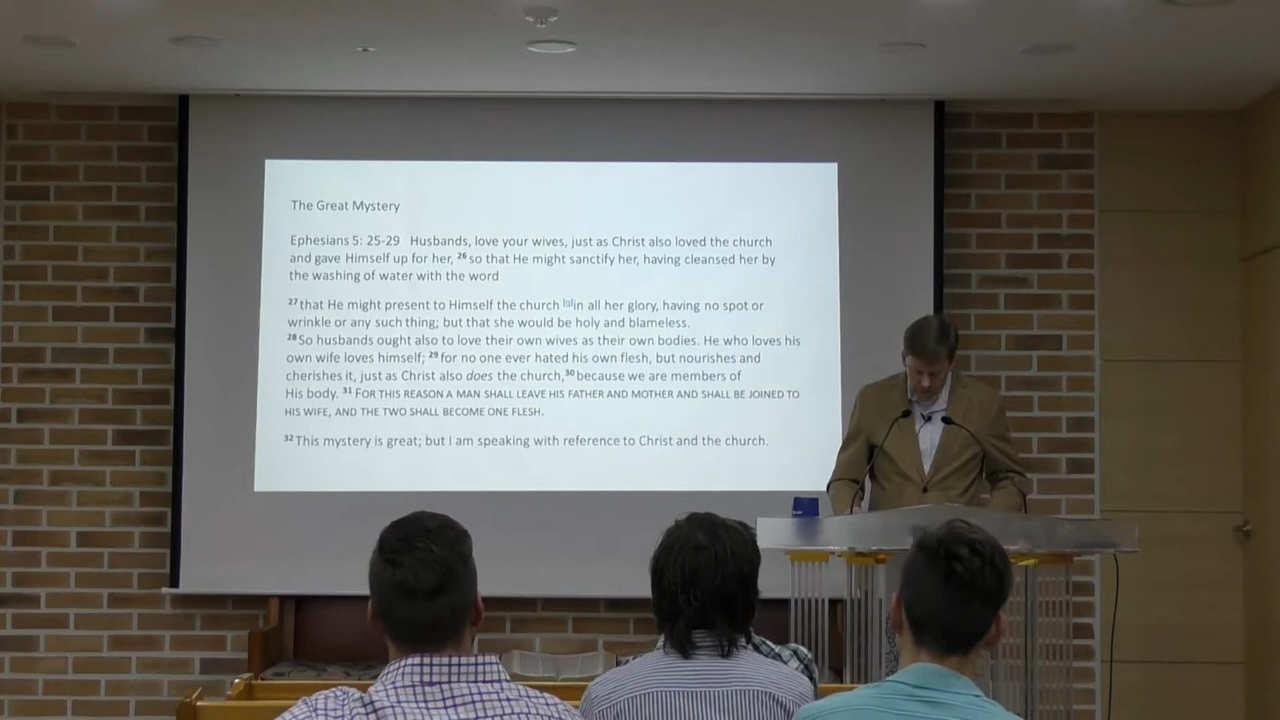 The Great Mystery
Ephesians 5: 25-29 Husbands, love your wives, just as Christ also loved the church
and gave Himself up for her, ²⁶ so that He might sanctify her, having cleansed her by
the washing of water with the word
²⁷ that He might present to Himself the church in all her glory, having no spot or
wrinkle or any such thing; but that she would be holy and blameless.
²⁸ So husbands ought also to love their own wives as their own bodies. He who loves his
own wife loves himself; ²⁹ for no one ever hated his own flesh, but nourishes and
cherishes it, just as Christ also does the church, ³⁰ because we are members of
His body. ³¹ FOR THIS REASON A MAN SHALL LEAVE HIS FATHER AND MOTHER AND SHALL BE JOINED TO
HIS WIFE, AND THE TWO SHALL BECOME ONE FLESH.
³² This mystery is great; but I am speaking with reference to Christ and the church.